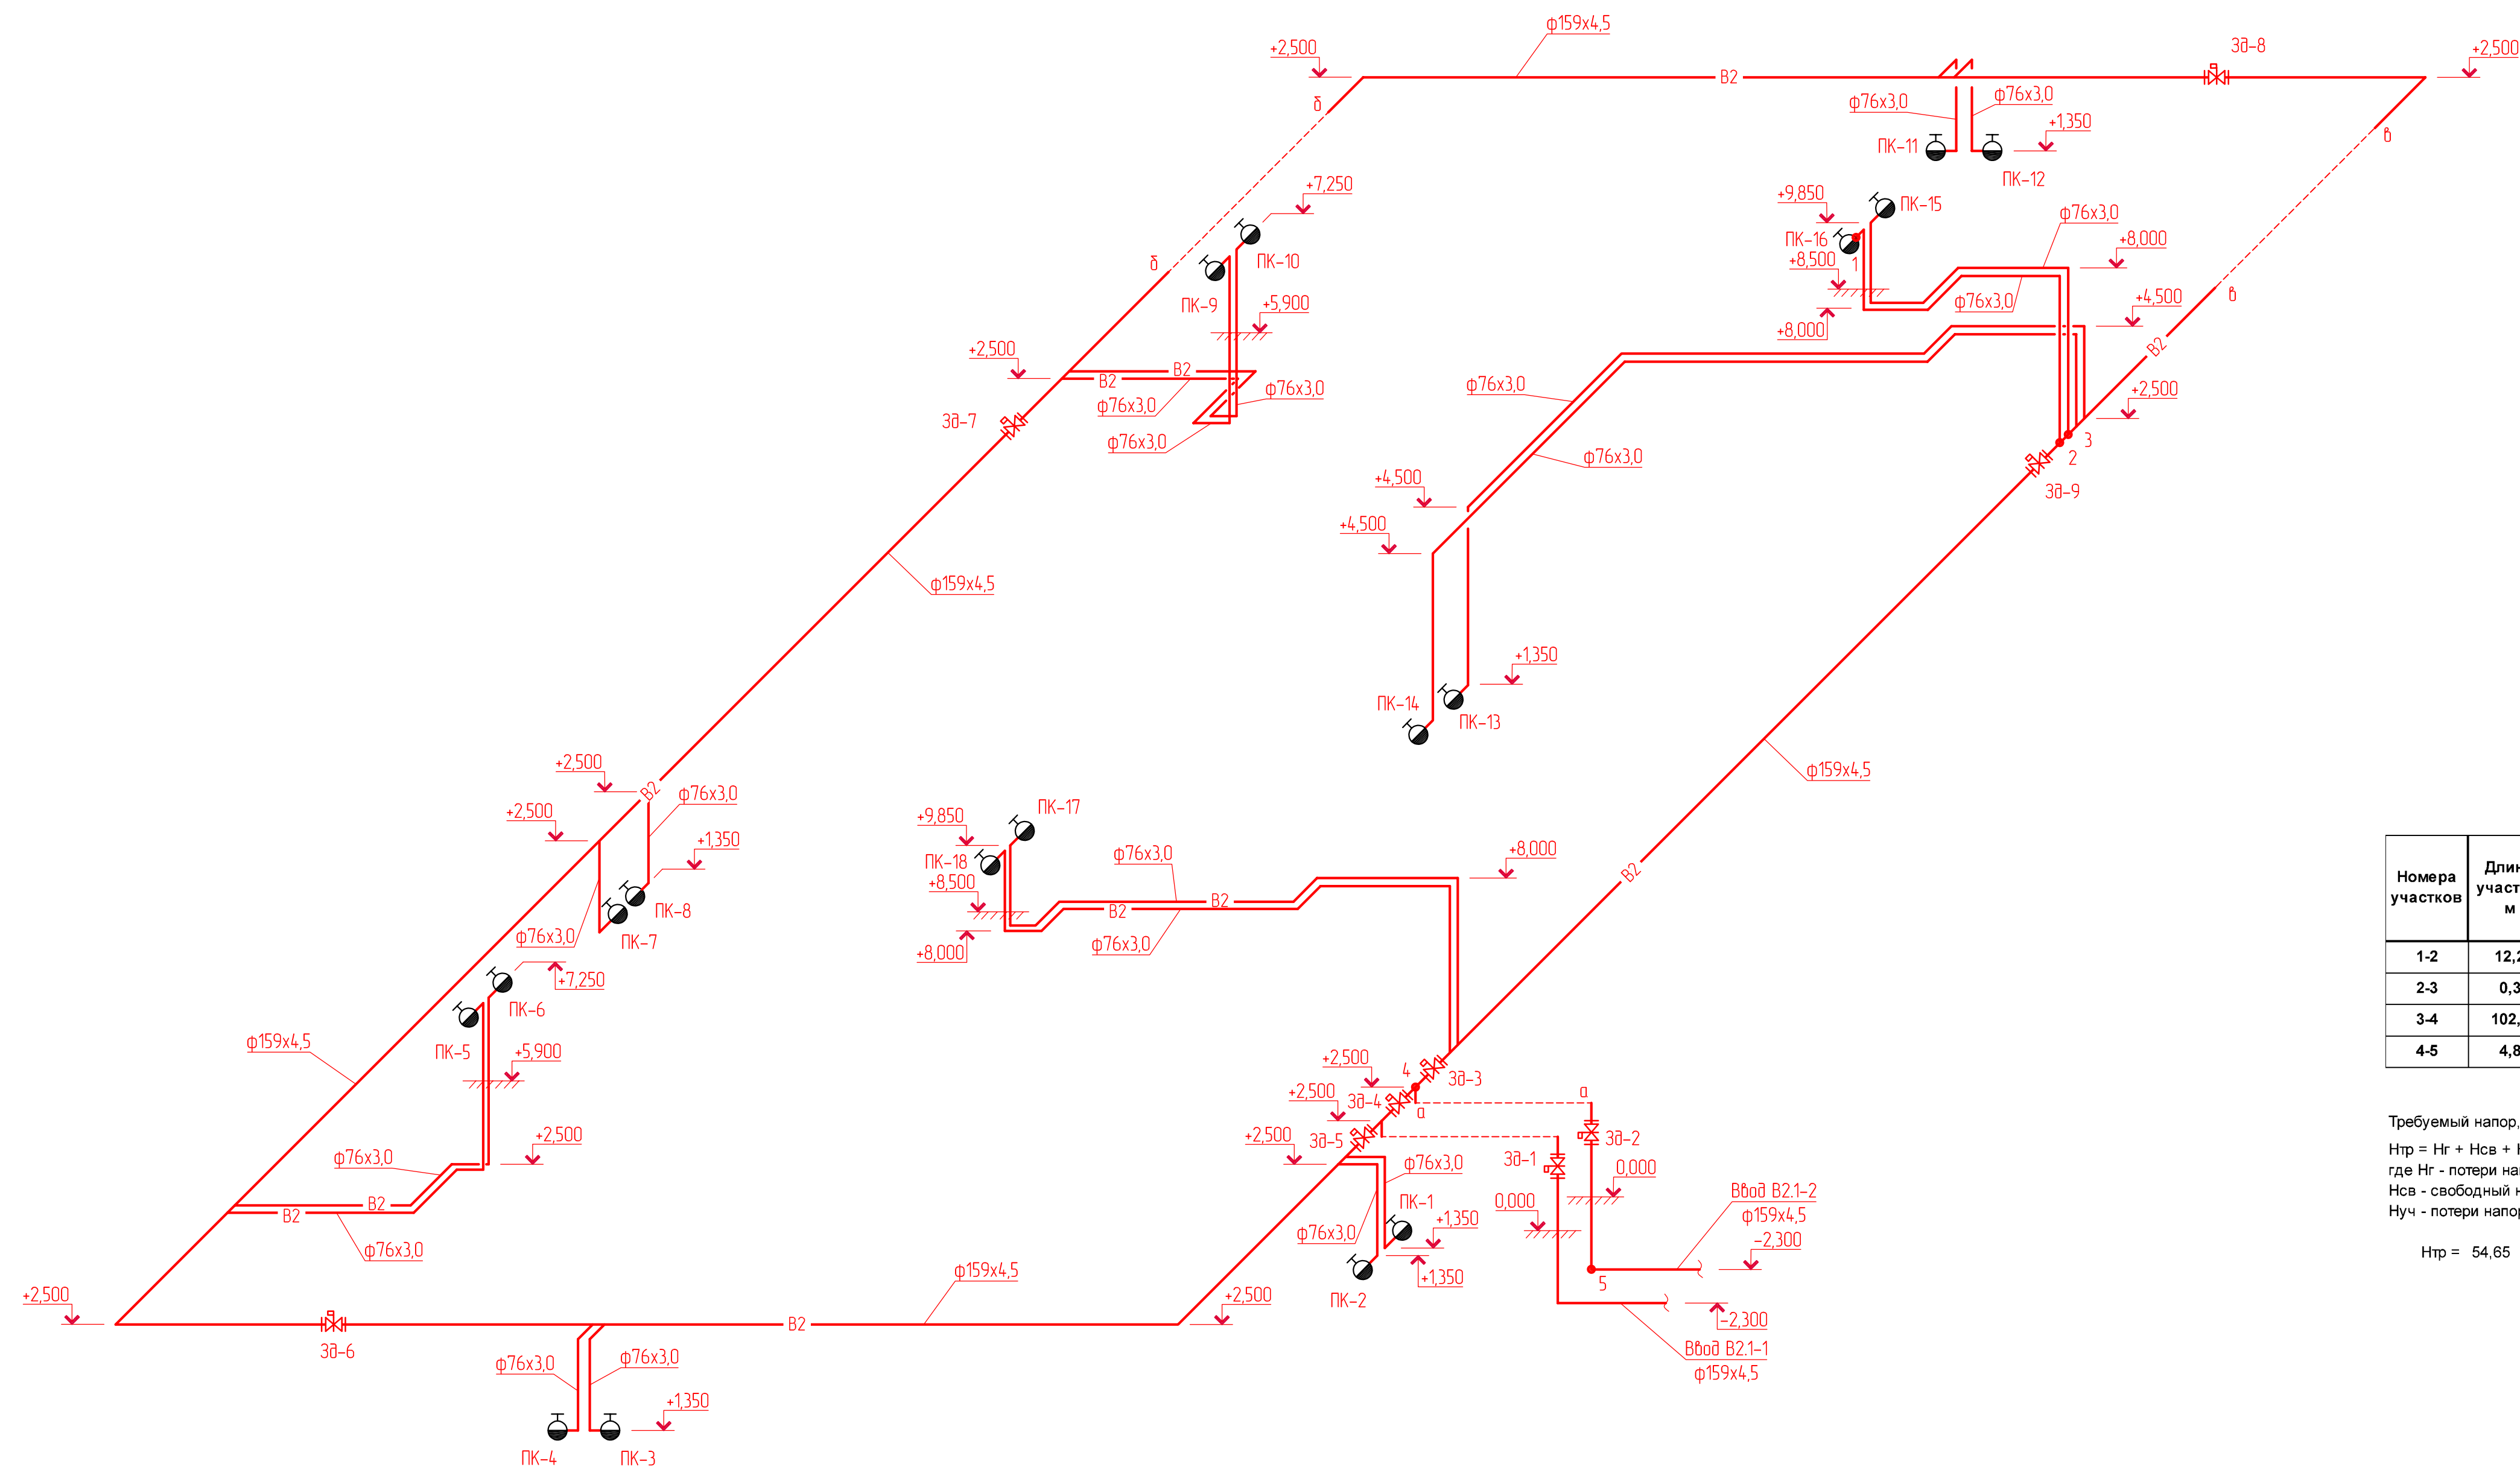 +2,500
ф159х4,5
В2
Зд-8
+2,500
б
ф76х3,0
ф76х3,0
+1,350
ПК-11
ПК-12
в
+7,250
ПК-10
б
ПК-9
+5,900
+9,850
ПК-15
ПК-16
1
+8,500
+8,000
ф76х3,0
+8,000
ф76х3,0
+4,500
в
В2
+2,500
3
2
Зд-9
+2,500
В2
В2
ф76х3,0
ф76х3,0
ф76х3,0
Зд-7
ф76х3,0
ф76х3,0
+4,500
+4,500
+1,350
ПК-14
ПК-13
ф159х4,5
ф159х4,5
+2,500
В2
ф76х3,0
+2,500
+1,350
ПК-8
ф76х3,0
ПК-7
+9,850
ПК-17
ПК-18
+8,500
+8,000
ф76х3,0
В2
В2
ф76х3,0
+8,000
В2
+7,250
ПК-6
ПК-5
+5,900
ф159х4,5
+2,500
ф76х3,0
В2
В2
ф76х3,0
+2,500
4
Зд-3
+2,500
Зд-4
а
а
+2,500
Зд-5
Зд-2
Зд-1
0,000
0,000
ф76х3,0
ПК-1
+1,350
ф76х3,0
+1,350
ПК-2
Ввод В2.1-2
ф159х4,5
-2,300
5
-2,300
Ввод В2.1-1
ф159х4,5
+2,500
Зд-6
В2
ф159х4,5
+2,500
ф76х3,0
ф76х3,0
+1,350
ПК-4
ПК-3
Номера
участков
м
1-2
2-3
0,3
3-4
4-5
Требуемый напор,
Нтр = Нг + Нсв +
где Нг - потери
Нсв - свободный
Нуч - потери
Нтр = 54,65